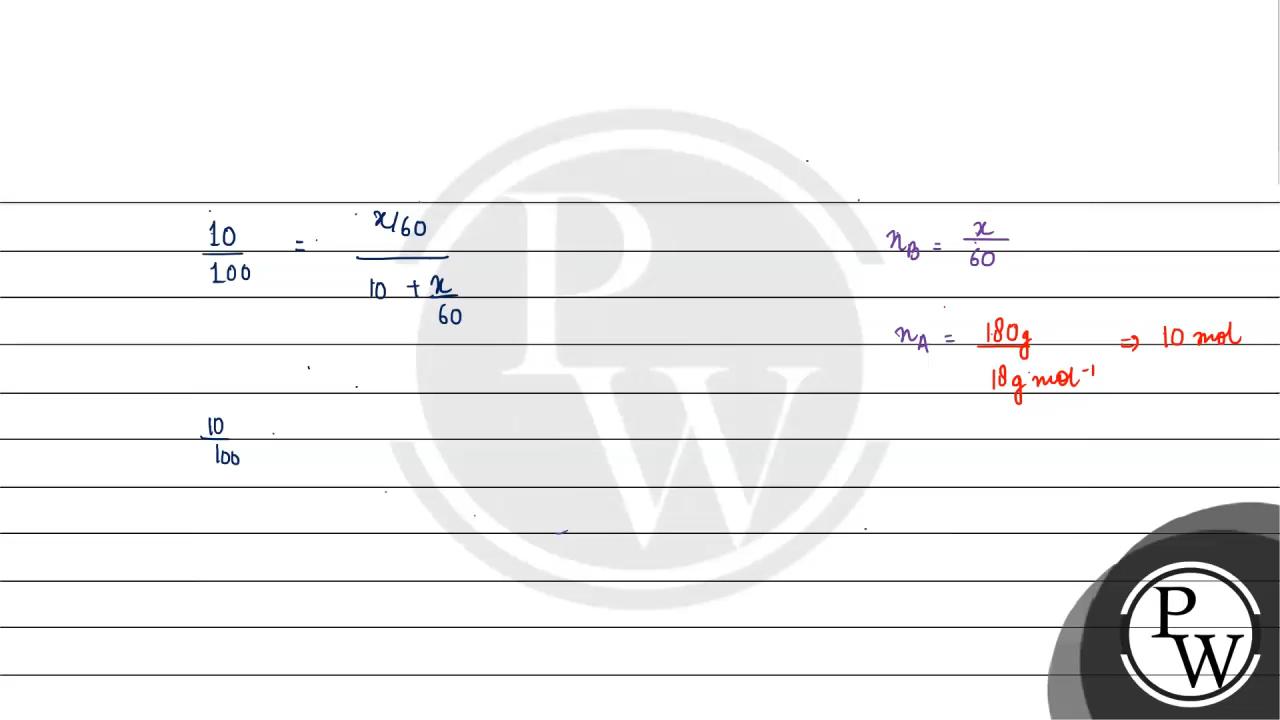 10/100 = (x/60)/(10 + x/60)
n_B = x/60
n_A = 180g/18g mol⁻¹ ⇒ 10 mol
10/100
P
W
P
W